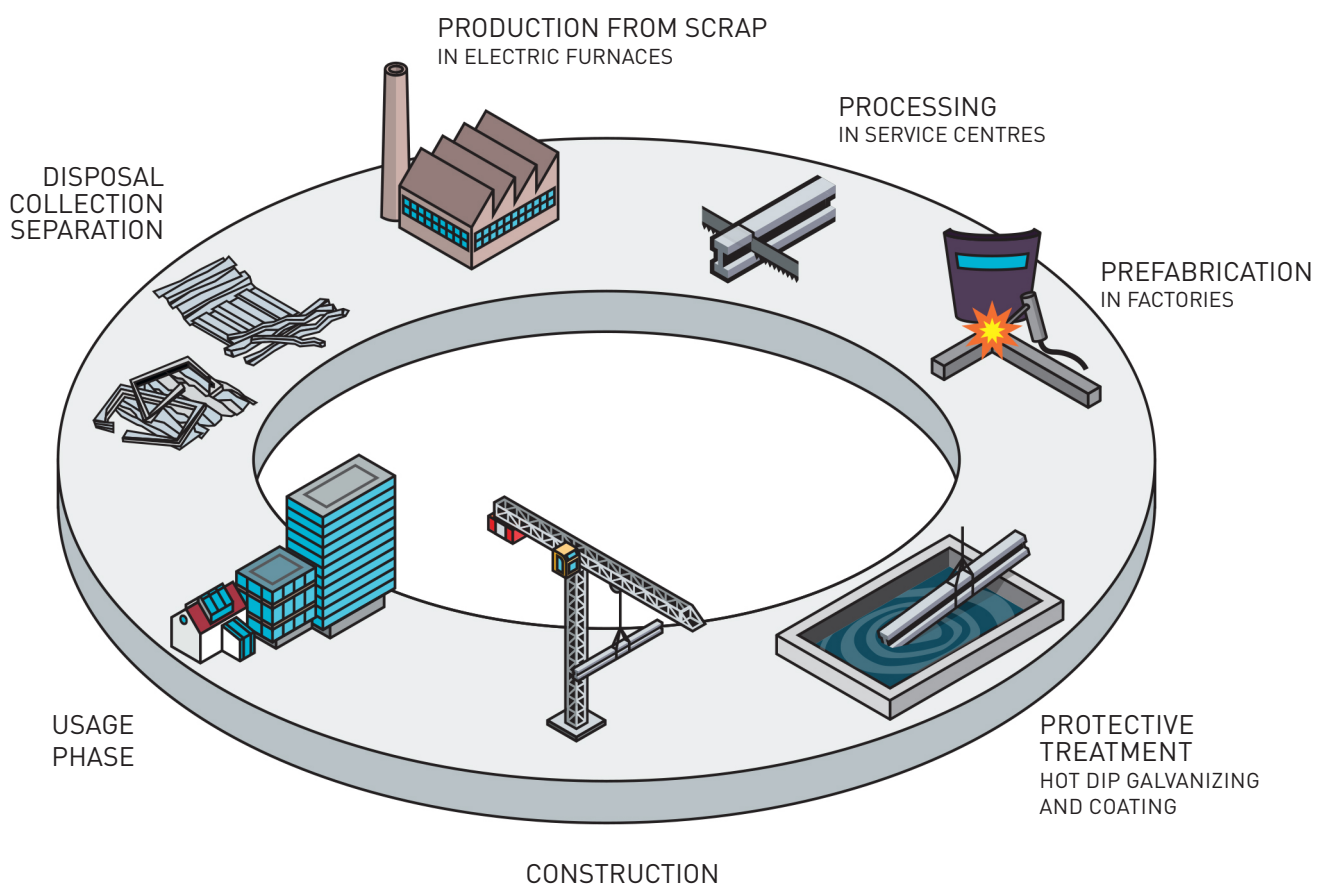 PRODUCTION FROM SCRAP
IN ELECTRIC FURNACES
PROCESSING
IN SERVICE CENTRES
PREFABRICATION
IN FACTORIES
PROTECTIVE
TREATMENT
HOT DIP GALVANIZING
AND COATING
CONSTRUCTION
USAGE
PHASE
DISPOSAL
COLLECTION
SEPARATION